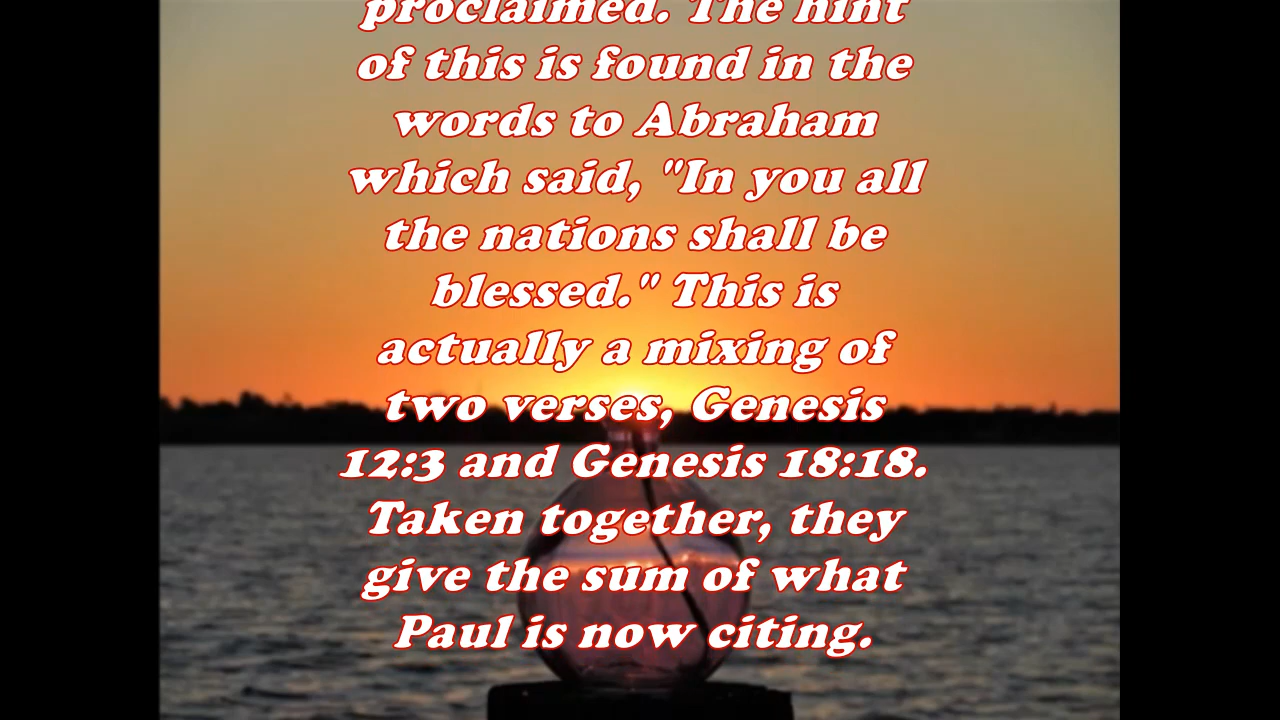 proclaimed. The hint
of this is found in the
words to Abraham
which said, "In you all
the nations shall be
blessed." This is
actually a mixing of
two verses, Genesis
12:3 and Genesis 18:18.
Taken together, they
give the sum of what
Paul is now citing.